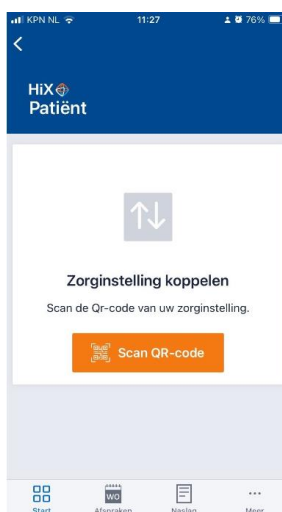 KPN NL 11:27 76%
HiX
Patiënt
Zorginstelling koppelen
Scan de Qr-code van uw zorginstelling.
Scan QR-code
WO
Start Afspraken Naslag Meer